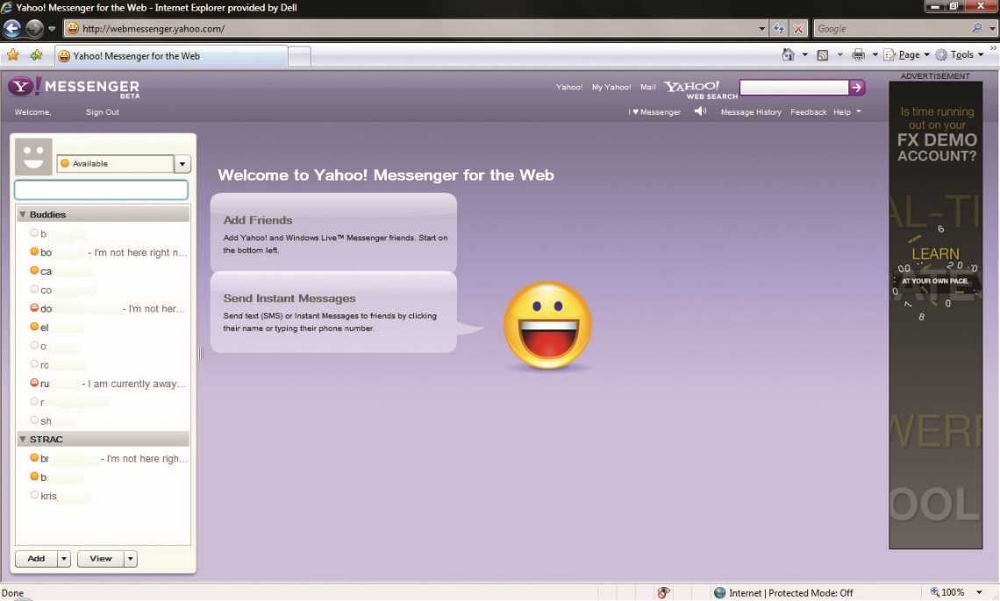 Yahoo! Messenger for the Web - Internet Explorer provided by Dell
http://webmessenger.yahoo.com/
Google
Yahoo! Messenger for the Web
Page
Tools
Y! MESSENGER
BETA
Yahoo! My Yahoo! Mail YAHOO!
WEB SEARCH
Welcome, Sign Out
I ♥ Messenger Message History Feedback Help
ADVERTISEMENT
Is time running
out on your
FX DEMO
ACCOUNT?
AL-TI
LEARN
AT YOUR OWN PACE.
ATE
WERF
OOL
Available
Welcome to Yahoo! Messenger for the Web
Add Friends
Add Yahoo! and Windows Live™ Messenger friends. Start on
the bottom left.
Send Instant Messages
Send text (SMS) or Instant Messages to friends by clicking
their name or typing their phone number.
Buddies
b
bo - I'm not here right n...
ca
co
do - I'm not her...
el
o
ro
ru - I am currently away...
r
sh
STRAC
br - I'm not here righ...
b
kris
Add View
Done
Internet | Protected Mode: Off
100%